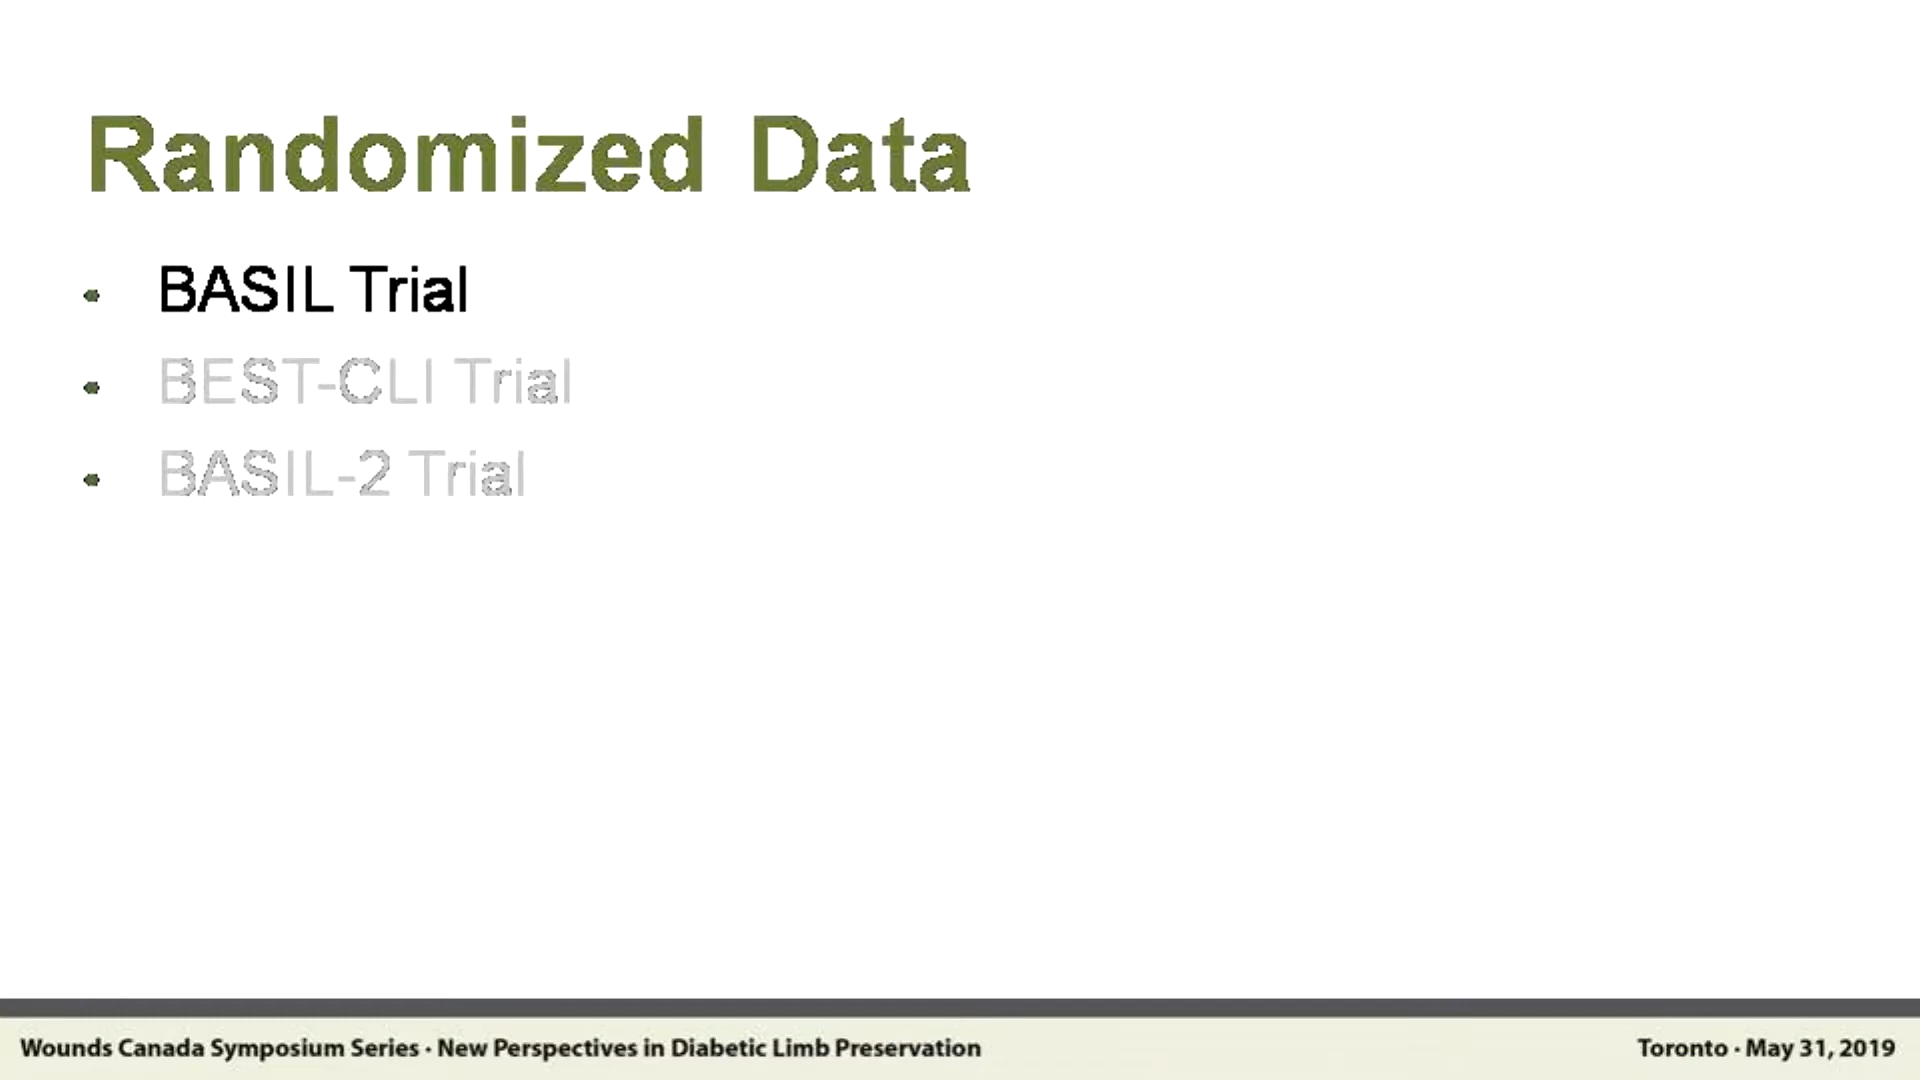 Randomized Data
• BASIL Trial
• BEST-CLI Trial
• BASIL-2 Trial
Wounds Canada Symposium Series · New Perspectives in Diabetic Limb Preservation
Toronto · May 31, 2019